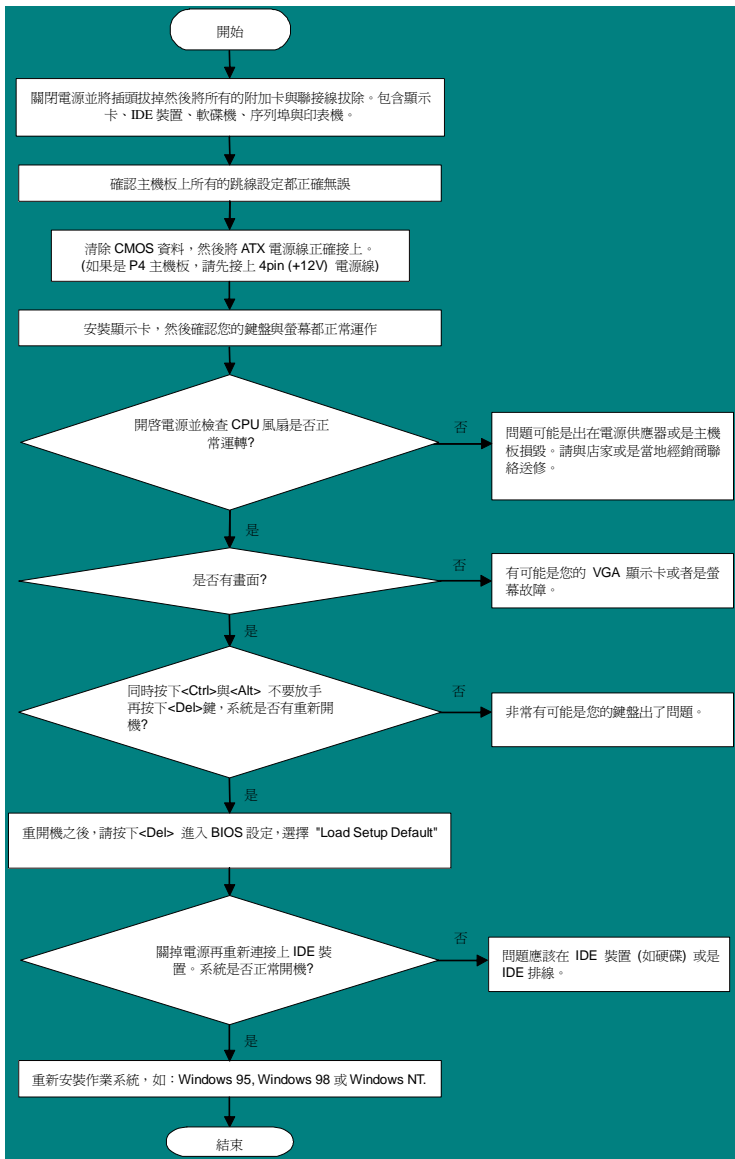 開始
關閉電源並將插頭拔掉然後將所有的附加卡與聯接線拔除。包含顯示
卡、IDE 裝置、軟碟機、序列埠與印表機。
確認主機板上所有的跳線設定都正確無誤
清除 CMOS 資料，然後將 ATX 電源線正確接上。
(如果是 P4 主機板，請先接上 4pin (+12V) 電源線)
安裝顯示卡，然後確認您的鍵盤與螢幕都正常運作
開啓電源並檢查 CPU 風扇是否正
常運轉?
否
問題可能是出在電源供應器或是主機
板損毀。請與店家或是當地經銷商聯
絡送修。
是
是否有畫面?
否
有可能是您的 VGA 顯示卡或者是螢
幕故障。
是
同時按下<Ctrl>與<Alt> 不要放手
再按下<Del>鍵，系統是否有重新開
機?
否
非常有可能是您的鍵盤出了問題。
是
重開機之後，請按下<Del> 進入 BIOS 設定，選擇 "Load Setup Default"
關掉電源再重新連接上 IDE 裝
置。系統是否正常開機?
否
問題應該在 IDE 裝置 (如硬碟) 或是
IDE 排線。
是
重新安裝作業系統，如：Windows 95, Windows 98 或 Windows NT.
結束